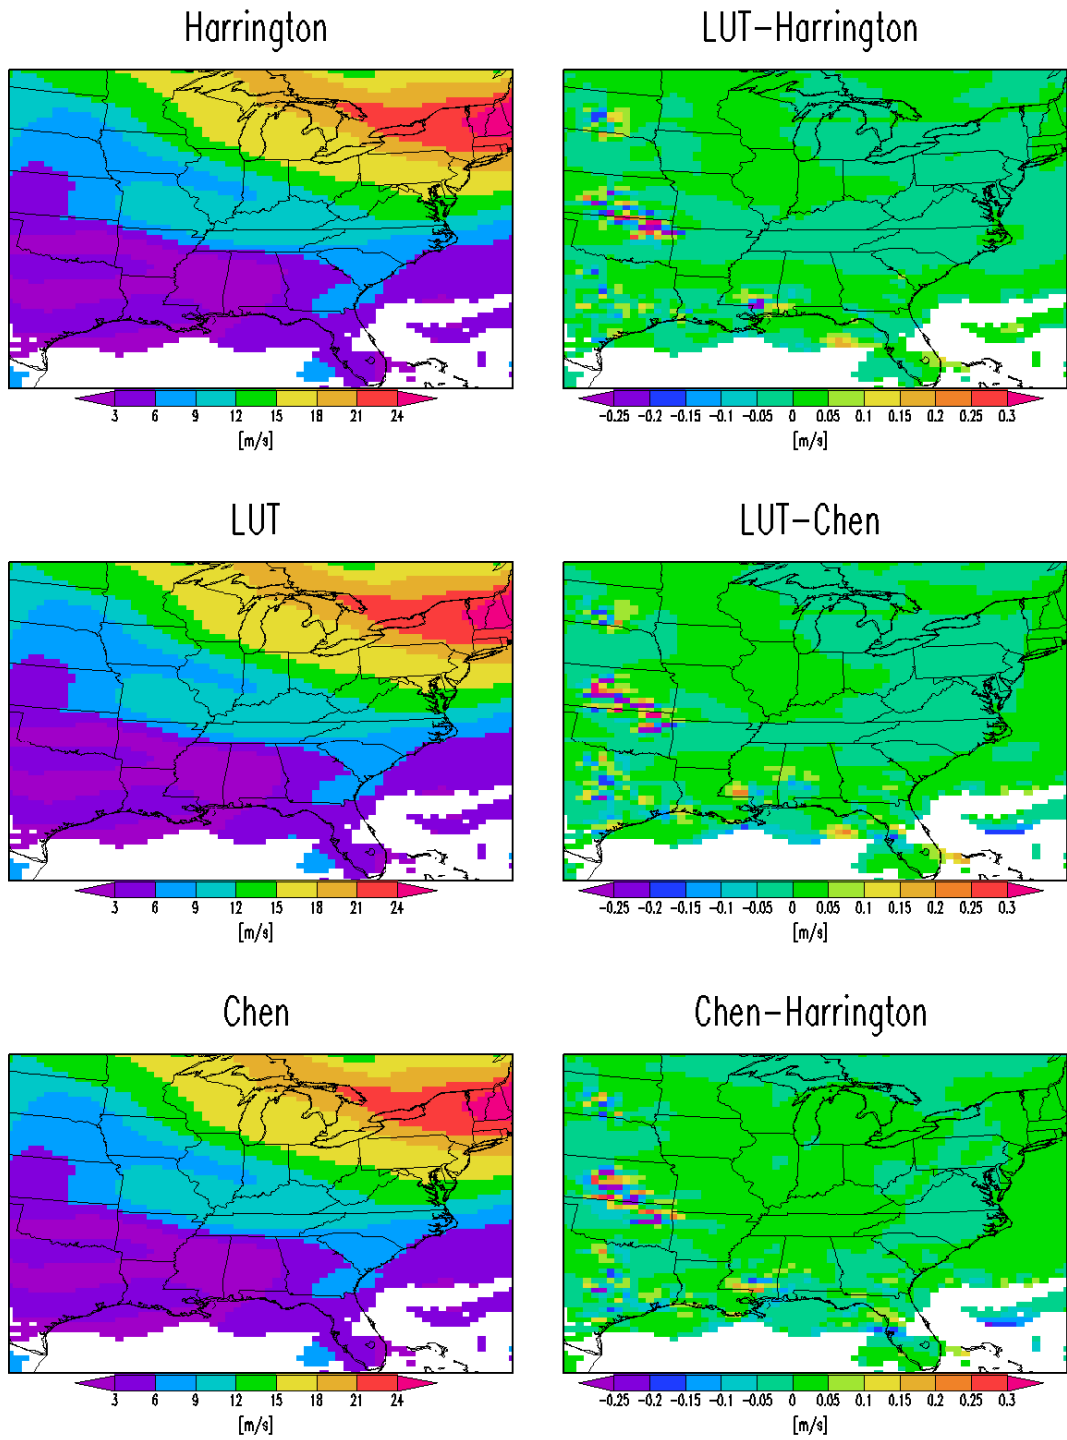 Harrington LUT-Harrington
3 6 9 12 15 18 21 24 -0.25 -0.2 -0.15 -0.1 -0.05 0 0.05 0.1 0.15 0.2 0.25 0.3
[m/s] [m/s]
LUT LUT-Chen
3 6 9 12 15 18 21 24 -0.25 -0.2 -0.15 -0.1 -0.05 0 0.05 0.1 0.15 0.2 0.25 0.3
[m/s] [m/s]
Chen Chen-Harrington
3 6 9 12 15 18 21 24 -0.25 -0.2 -0.15 -0.1 -0.05 0 0.05 0.1 0.15 0.2 0.25 0.3
[m/s] [m/s]